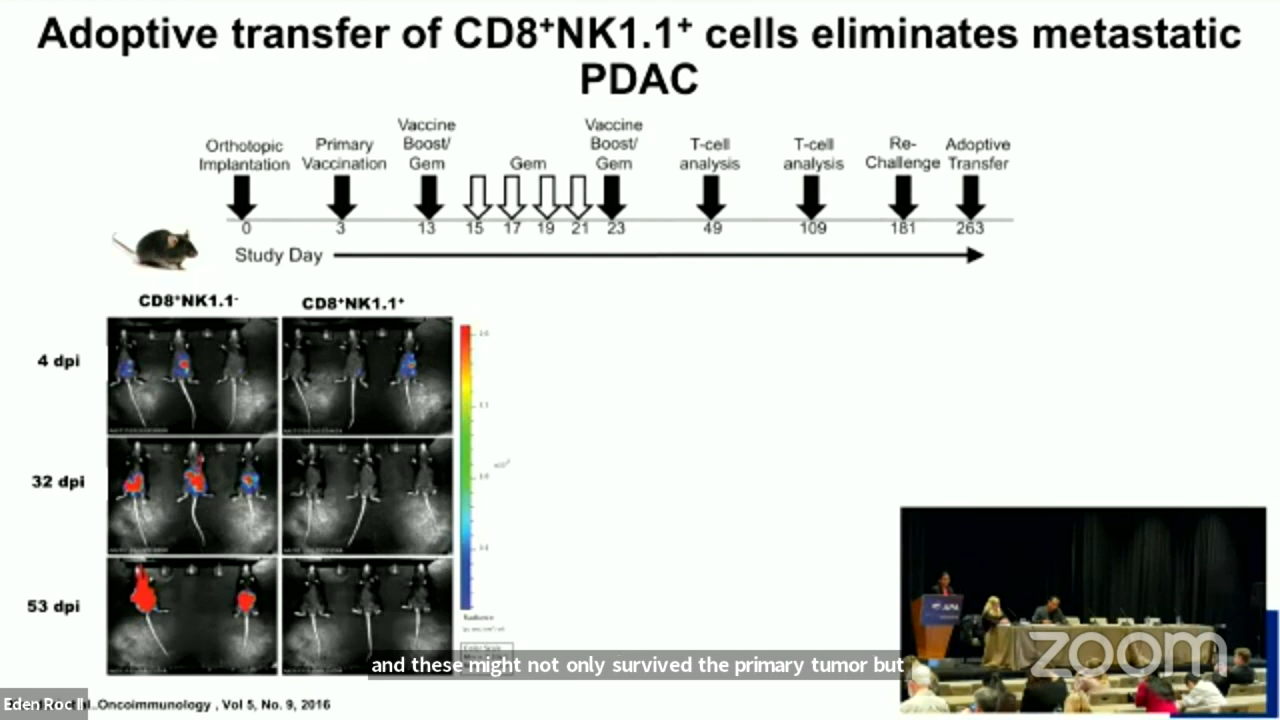 Adoptive transfer of CD8⁺NK1.1⁺ cells eliminates metastatic
PDAC
Orthotopic
Implantation
Primary
Vaccination
Vaccine
Boost/
Gem
Gem
Vaccine
Boost/
Gem
T-cell
analysis
T-cell
analysis
Re-
Challenge
Adoptive
Transfer
0 3 13 15 17 19 21 23 49 109 181 263
Study Day
CD8⁺NK1.1⁻ CD8⁺NK1.1⁺
4 dpi
32 dpi
53 dpi
Radiance
and these might not only survived the primary tumor but
zoom
APA
Eden Roc II
Oncoimmunology , Vol 5, No. 9, 2016